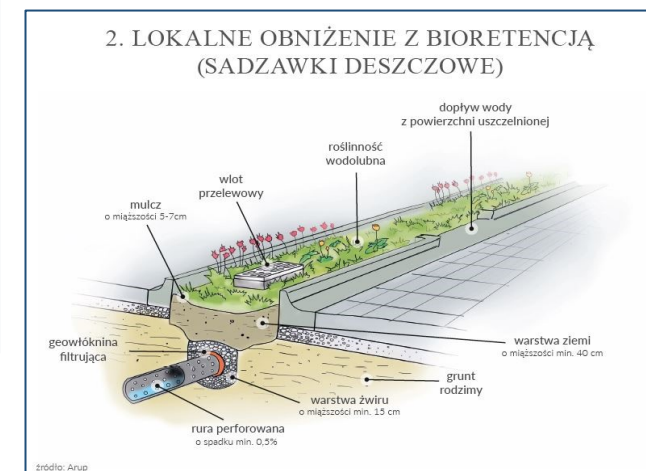 2. LOKALNE OBNIŻENIE Z BIORETENCJĄ
(SADZAWKI DESZCZOWE)
dopływ wody
z powierzchni uszczelnionej
roślinność
wodolubna
wlot
przelewowy
mulcz
o miąższości 5-7cm
geowłóknina
filtrująca
warstwa ziemi
o miąższości min. 40 cm
grunt
rodzimy
warstwa żwiru
o miąższości min. 15 cm
rura perforowana
o spadku min. 0,5%
źródło: Arup